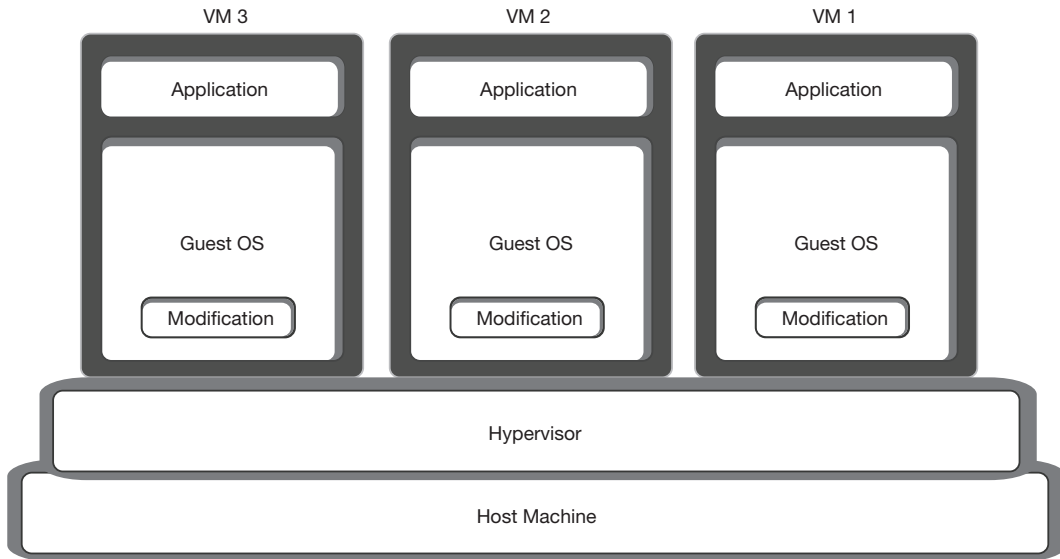 VM 3
VM 2
VM 1
Application
Application
Application
Guest OS
Guest OS
Guest OS
Modification
Modification
Modification
Hypervisor
Host Machine